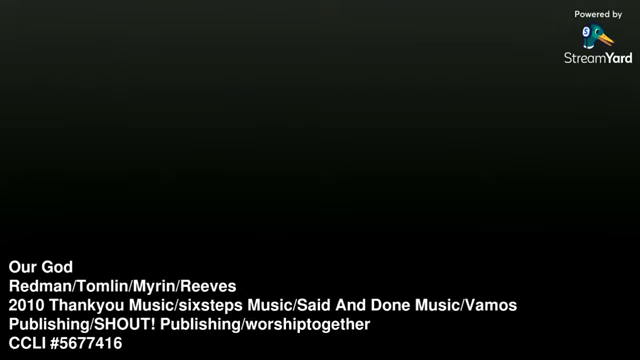 Powered by
StreamYard
Our God
Redman/Tomlin/Myrin/Reeves
2010 Thankyou Music/sixsteps Music/Said And Done Music/Vamos
Publishing/SHOUT! Publishing/worshiptogether
CCLI #5677416